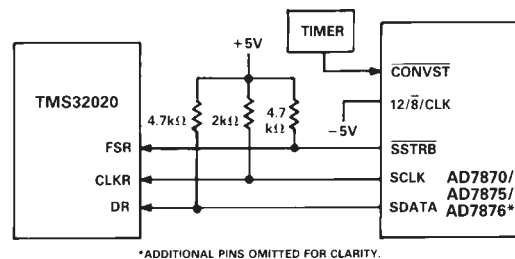 TIMER
+5V
CONVST
TMS32020
12/8/CLK
4.7kΩ
2kΩ
4.7
kΩ
−5V
FSR
SSTRB
CLKR
SCLK
AD7870/
AD7875/
AD7876*
DR
SDATA
*ADDITIONAL PINS OMITTED FOR CLARITY.